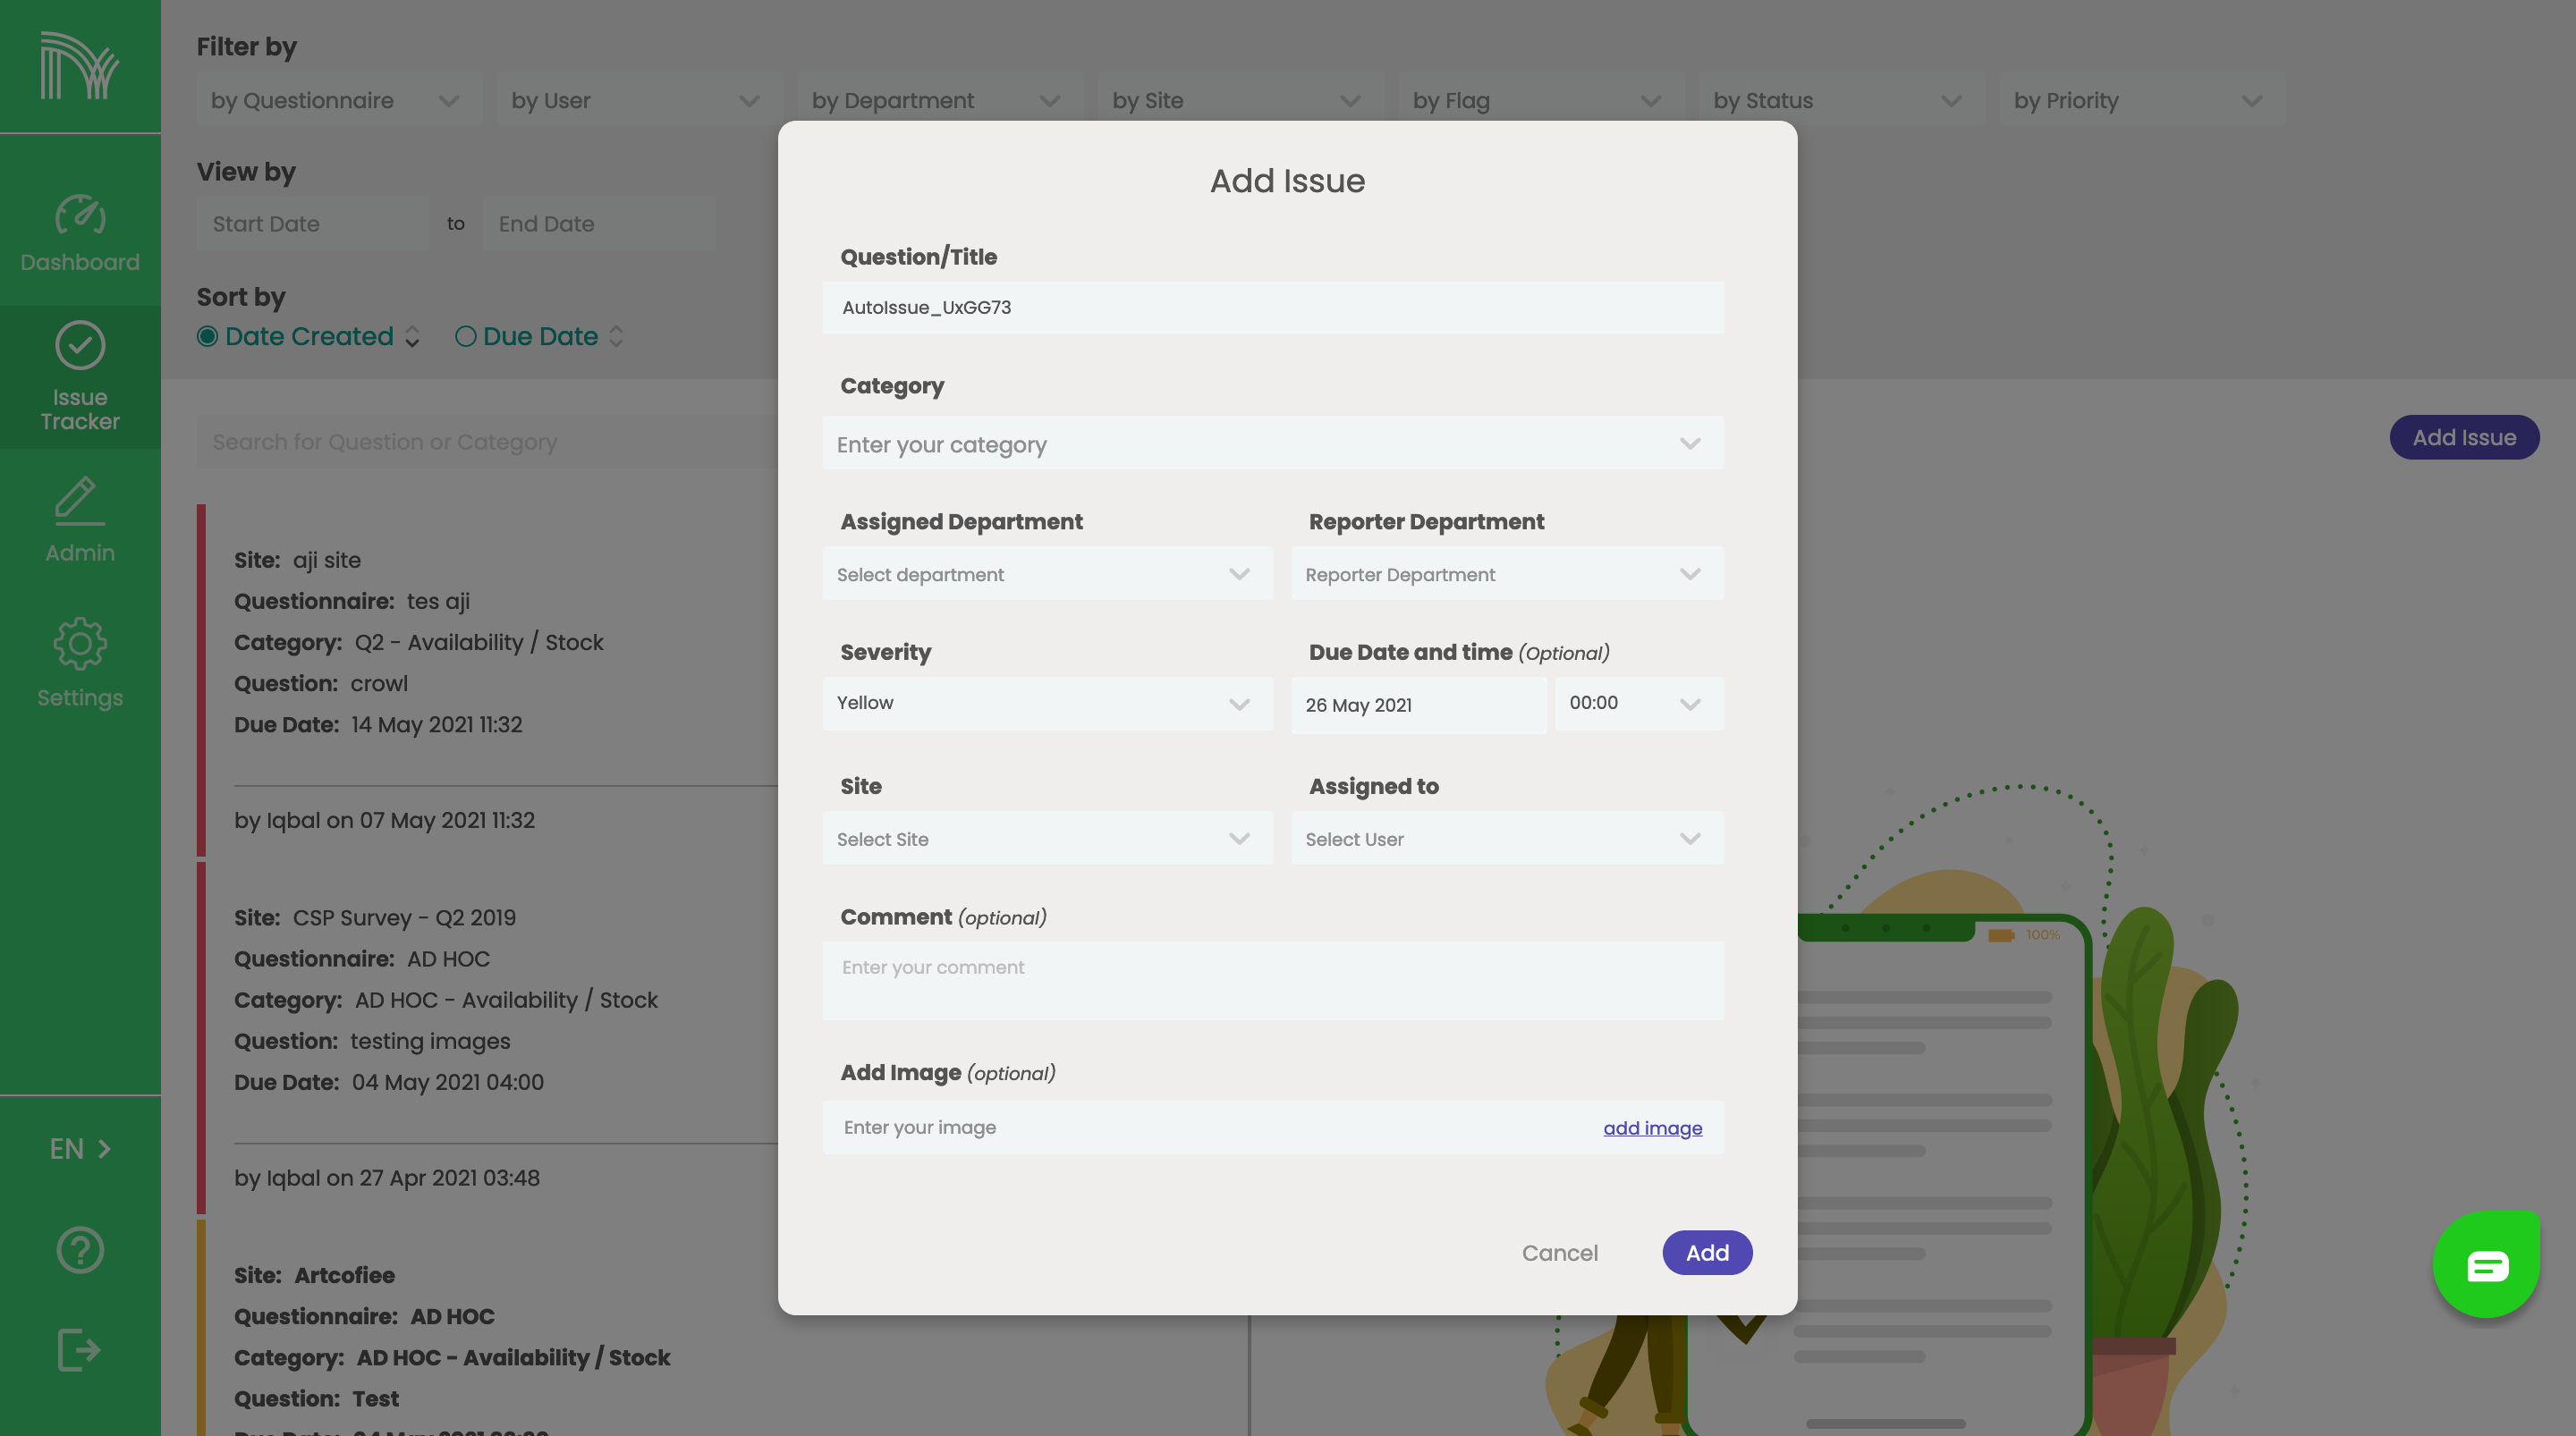 Filter by
by Questionnaire
by User
by Department
by Site
by Flag
by Status
by Priority
View by
Start Date
to
End Date
Sort by
Date Created
Due Date
Dashboard
Issue
Tracker
Admin
Settings
EN
Search for Question or Category
Add Issue
Site: aji site
Questionnaire: tes aji
Category: Q2 - Availability / Stock
Question: crowl
Due Date: 14 May 2021 11:32
by Iqbal on 07 May 2021 11:32
Site: CSP Survey - Q2 2019
Questionnaire: AD HOC
Category: AD HOC - Availability / Stock
Question: testing images
Due Date: 04 May 2021 04:00
by Iqbal on 27 Apr 2021 03:48
Site: Artcofiee
Questionnaire: AD HOC
Category: AD HOC - Availability / Stock
Question: Test
Add Issue
Question/Title
AutoIssue_UxGG73
Category
Enter your category
Assigned Department
Reporter Department
Select department
Reporter Department
Severity
Due Date and time (Optional)
Yellow
26 May 2021
00:00
Site
Assigned to
Select Site
Select User
Comment (optional)
Enter your comment
Add Image (optional)
Enter your image
add image
Cancel
Add
100%